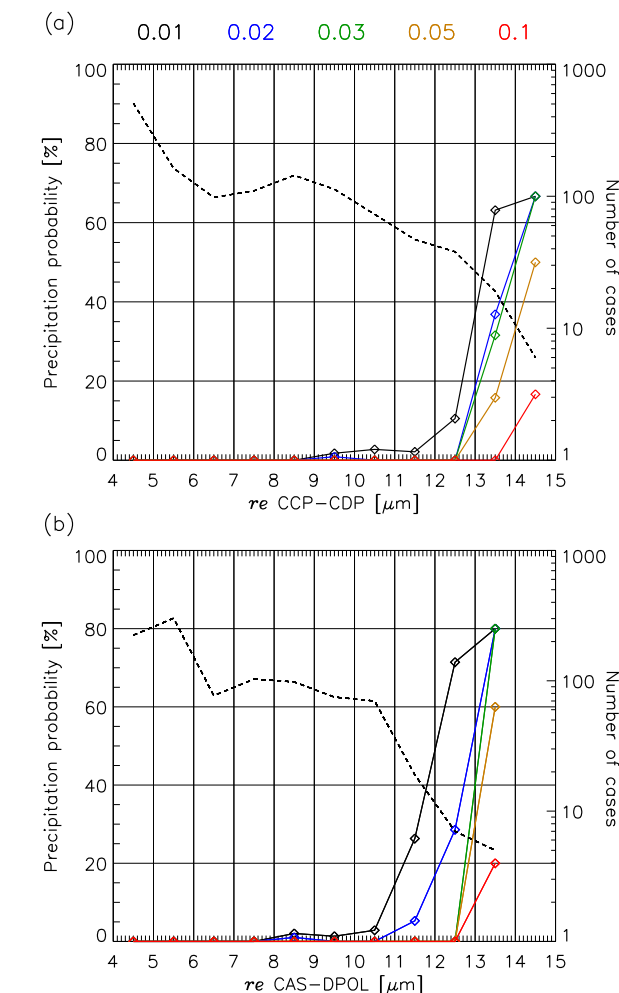 (a)
0.01 0.02 0.03 0.05 0.1
100 1000
80
60 100
40
10
20
0 1
4 5 6 7 8 9 10 11 12 13 14 15
Precipitation probability [%]
Number of cases
re CCP-CDP [μm]
(b)
100 1000
80
100
60
40
10
20
0 1
4 5 6 7 8 9 10 11 12 13 14 15
Precipitation probability [%]
Number of cases
re CAS-DPOL [μm]